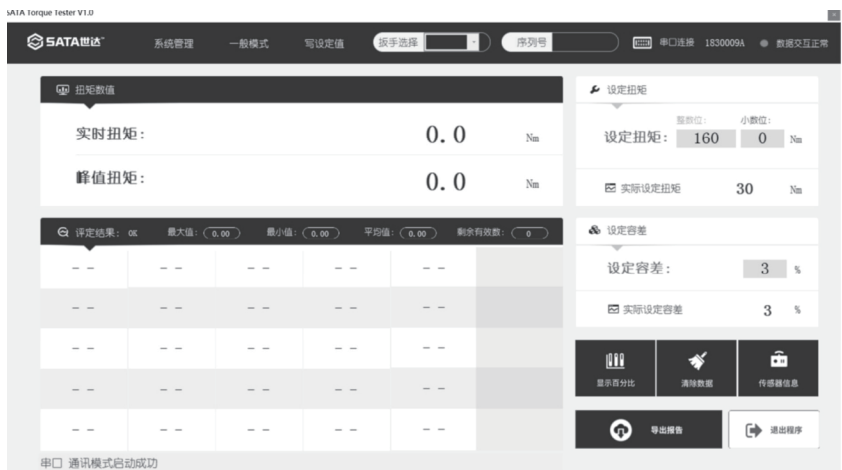 SATA Torque Tester V1.0
SATA世达 系统管理 一般模式 写设定值 扳手选择 序列号 串口连接 1830009A 数据交互正常
扭矩数值
实时扭矩: 0.0 Nm
峰值扭矩: 0.0 Nm
设定扭矩
整数位: 小数位:
设定扭矩: 160 0 Nm
实际设定扭矩 30 Nm
评定结果: OK 最大值: 0.00 最小值: 0.00 平均值: 0.00 剩余有效数: 0
-- -- -- --
-- -- -- --
-- -- -- --
-- -- -- --
-- -- -- --
设定容差
设定容差: 3 %
实际设定容差 3 %
显示百分比 清除数据 传感器信息
导出报告 退出程序
串口 通讯模式启动成功